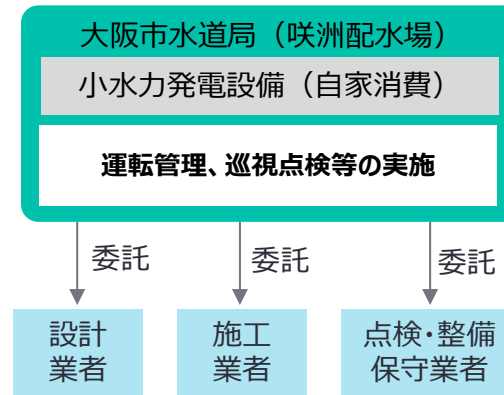 大阪市水道局（咲洲配水場）
小水力発電設備（自家消費）
運転管理、巡視点検等の実施
委託
委託
委託
設計
業者
施工
業者
点検･整備
保守業者